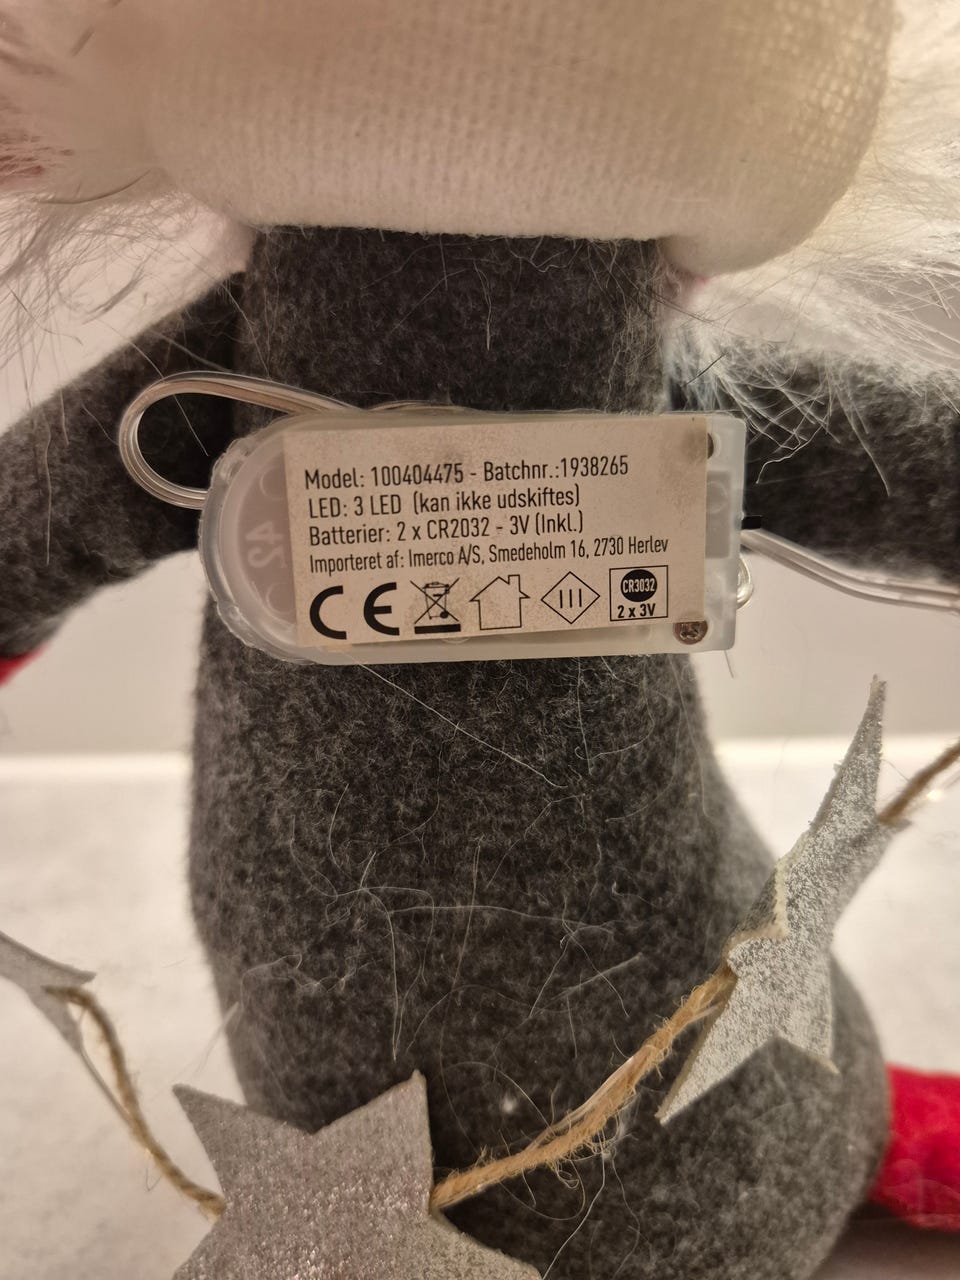 Model: 100404475 - Batchnr.:1938265
LED: 3 LED (kan ikke udskiftes)
Batterier: 2 x CR2032 - 3V (Inkl.)
Importeret af: Imerco A/S, Smedeholm 16, 2730 Herlev
CE
CR3032
2 x 3V